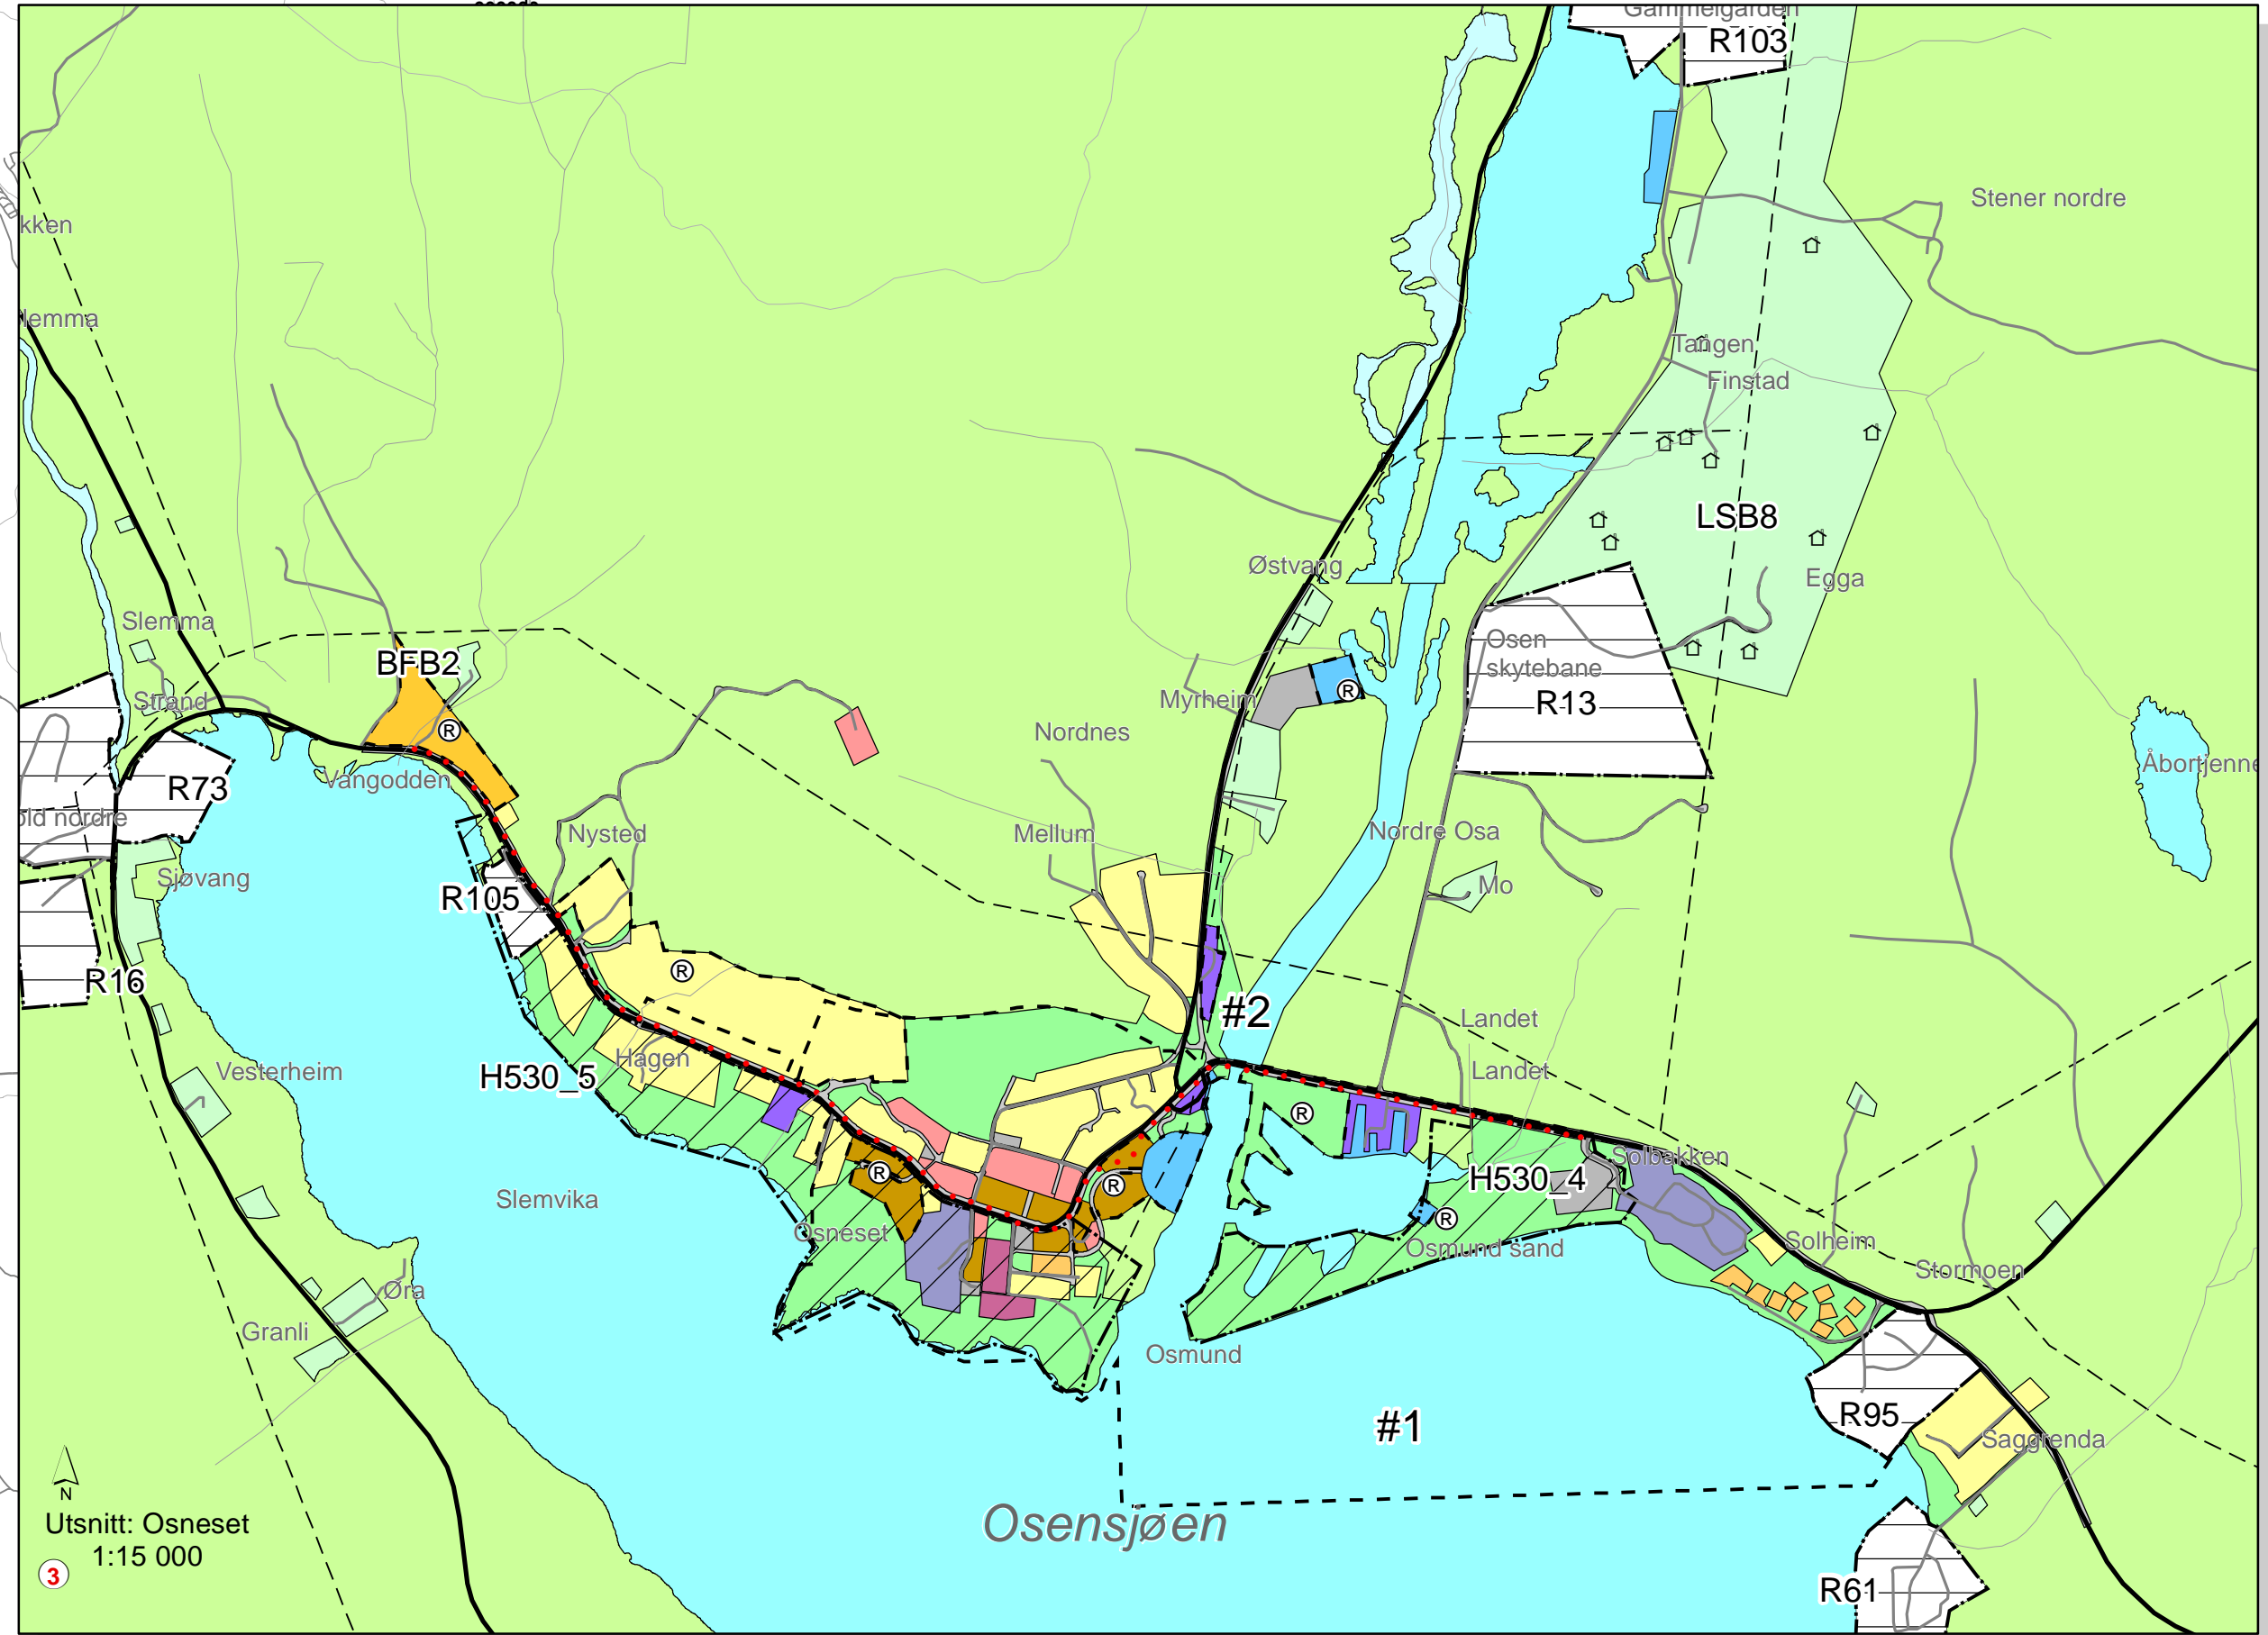 Gammelgarden
R103
Stener nordre
kken
lemma
Tangen
Finstad
LSB8
Østvang
Egga
Slemma
Osen
skytebane
BFB2
®
Strand
Myrheim
®
R13
Nordnes
Åbortjenne
Vangodden
R73
old nordre
Nysted
Mellum
Nordre Osa
Sjøvang
R105
Mo
®
R16
#2
Landet
Hagen
Vesterheim
H530_5
Landet
®
Solbakken
®
®
H530_4
Slemvika
®
Osneset
Osmund sand
Solheim
Stormoen
Øra
Granli
Osmund
#1
R95
Saggrenda
N
Utsnitt: Osneset
1:15 000
Osensjøen
3
R61